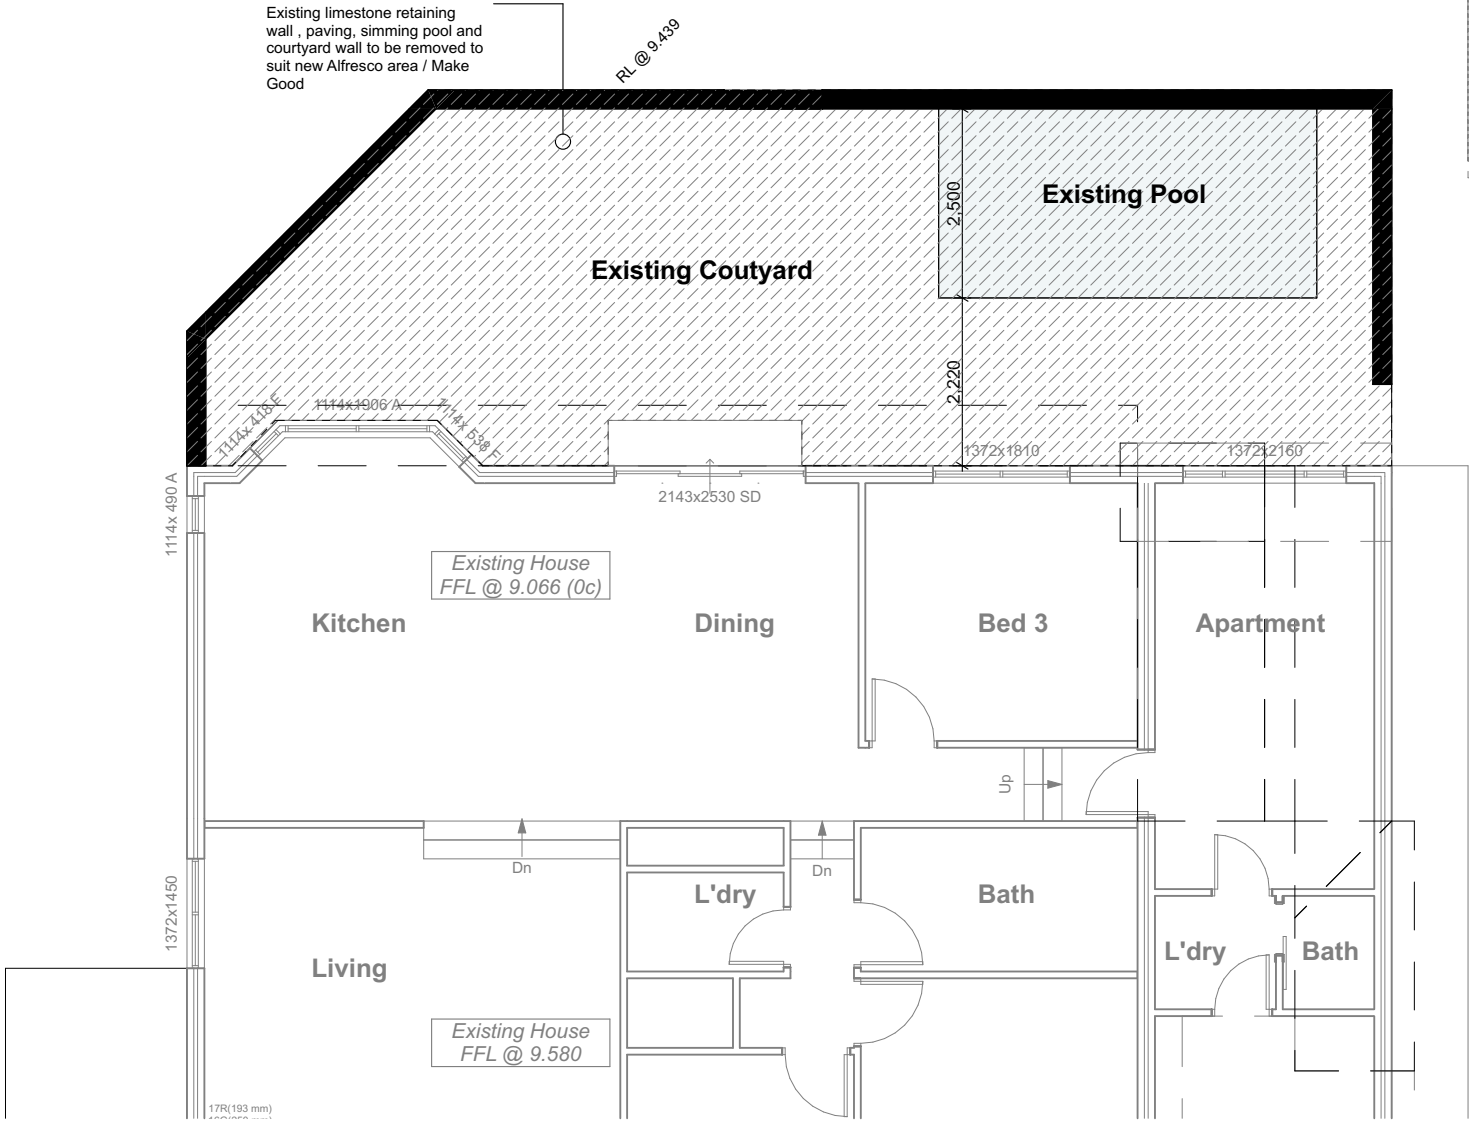 Existing limestone retaining
wall , paving, simming pool and
courtyard wall to be removed to
suit new Alfresco area / Make
Good
RL @ 9.439
Existing Pool
2,500
Existing Coutyard
2,220
1114x 418 F
1114x1906 A
1114x 538 F
1372x1810
1372x2160
1114x 490 A
2143x2530 SD
Existing House
FFL @ 9.066 (0c)
Kitchen
Dining
Bed 3
Apartment
Up
Dn
Dn
1372x1450
L'dry
Bath
L'dry
Bath
Living
Existing House
FFL @ 9.580
17R(193 mm)